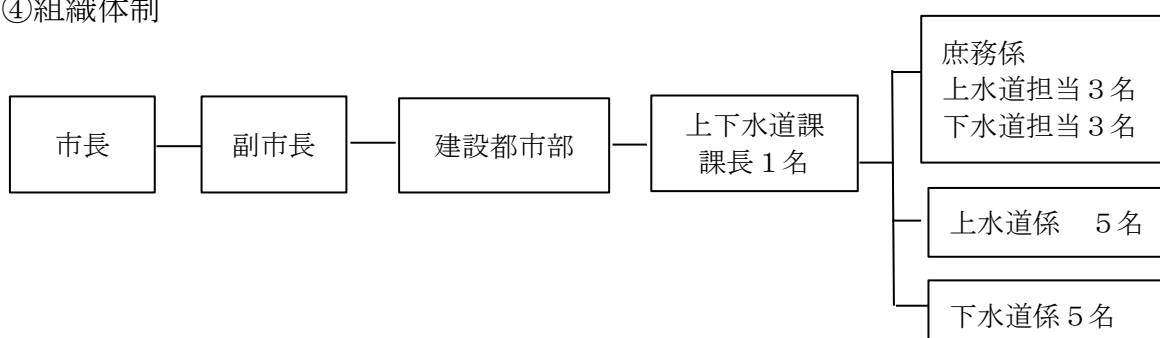 ④組織体制
市長
副市長
建設都市部
上下水道課
課長1名
庶務係
上水道担当3名
下水道担当3名
上水道係　5名
下水道係5名